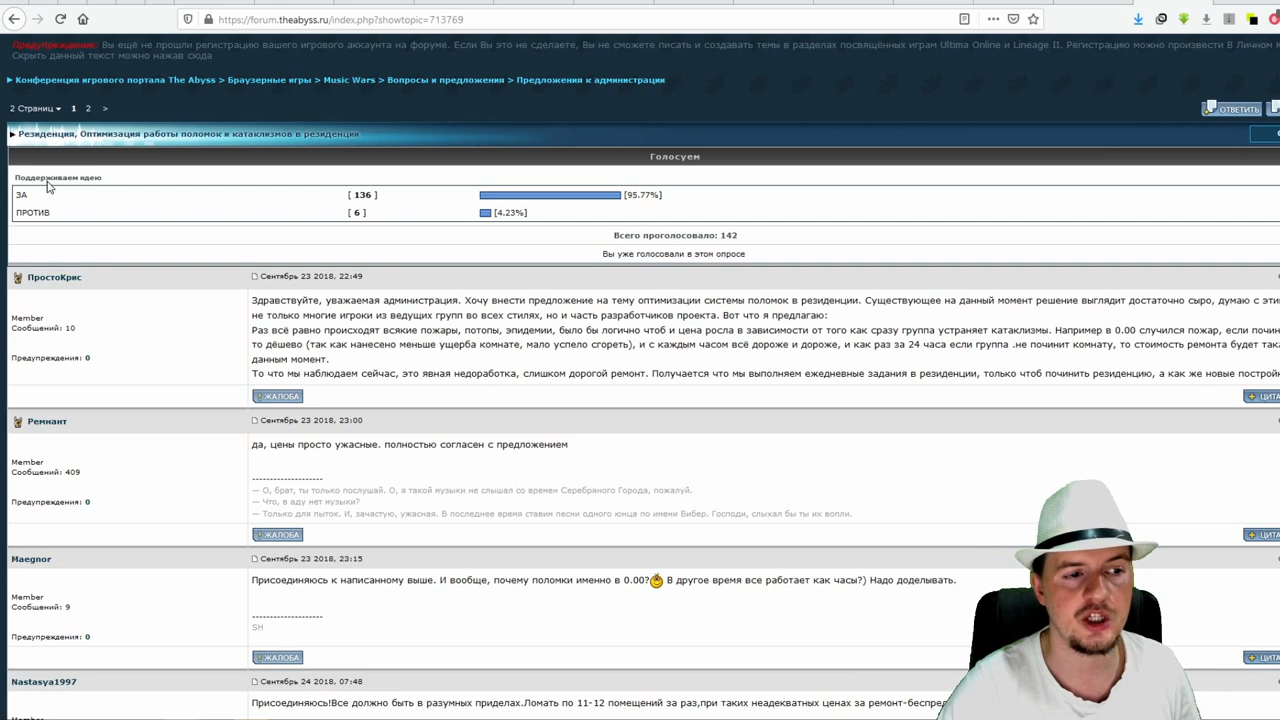 https://forum.theabyss.ru/index.php?showtopic=713769
Предупреждение: Вы ещё не прошли регистрацию вашего игрового аккаунта на форуме. Если Вы это не сделаете, Вы не сможете писать и создавать темы в разделах посвящённых играм Ultima Online и Lineage II. Регистрацию можно произвести В Личном К
Скрыть данный текст можно нажав сюда
Конференция игрового портала The Abyss > Браузерные игры > Music Wars > Вопросы и предложения > Предложения к администрации
2 Страниц 1 2 >
ОТВЕТИТЬ
Резиденция, Оптимизация работы поломок и катаклизмов в резиденции
Голосуем
Поддерживаем идею
ЗА [ 136 ] [95.77%]
ПРОТИВ [ 6 ] [4.23%]
Всего проголосовало: 142
Вы уже голосовали в этом опросе
ПростоКрис Сентябрь 23 2018, 22:49
Member
Сообщений: 10
Предупреждения: 0
Здравствуйте, уважаемая администрация. Хочу внести предложение на тему оптимизации системы поломок в резиденции. Существующее на данный момент решение выглядит достаточно сыро, думаю с эти
не только многие игроки из ведущих групп во всех стилях, но и часть разработчиков проекта. Вот что я предлагаю:
Раз всё равно происходят всякие пожары, потопы, эпидемии, было бы логично чтоб и цена росла в зависимости от того как сразу группа устраняет катаклизмы. Например в 0.00 случился пожар, если почин
то дёшево (так как нанесено меньше ущерба комнате, мало успело сгореть), и с каждым часом всё дороже и дороже, и как раз за 24 часа если группа .не починит комнату, то стоимость ремонта будет так
данным момент.
То что мы наблюдаем сейчас, это явная недоработка, слишком дорогой ремонт. Получается что мы выполняем ежедневные задания в резиденции, только чтоб починить резиденцию, а как же новые постройк
ЖАЛОБА ЦИТА
Ремнант Сентябрь 23 2018, 23:00
Member
Сообщений: 409
Предупреждения: 0
да, цены просто ужасные. полностью согласен с предложением
--------------------
— О, брат, ты только послушай. О, я такой музыки не слышал со времен Серебряного Города, пожалуй.
— Что, в аду нет музыки?
— Только для пыток. И, зачастую, ужасная. В последнее время ставим песни одного юнца по имени Бибер. Господи, слыхал бы ты их вопли.
ЖАЛОБА ЦИТА
Maegnor Сентябрь 23 2018, 23:15
Member
Сообщений: 9
Предупреждения: 0
Присоединяюсь к написанному выше. И вообще, почему поломки именно в 0.00? В другое время все работает как часы?) Надо доделывать.
--------------------
SH
ЖАЛОБА ЦИТА
Nastasya1997 Сентябрь 24 2018, 07:48
Присоединяюсь!Все должно быть в разумных приделах.Ломать по 11-12 помещений за раз,при таких неадекватных ценах за ремонт-беспред